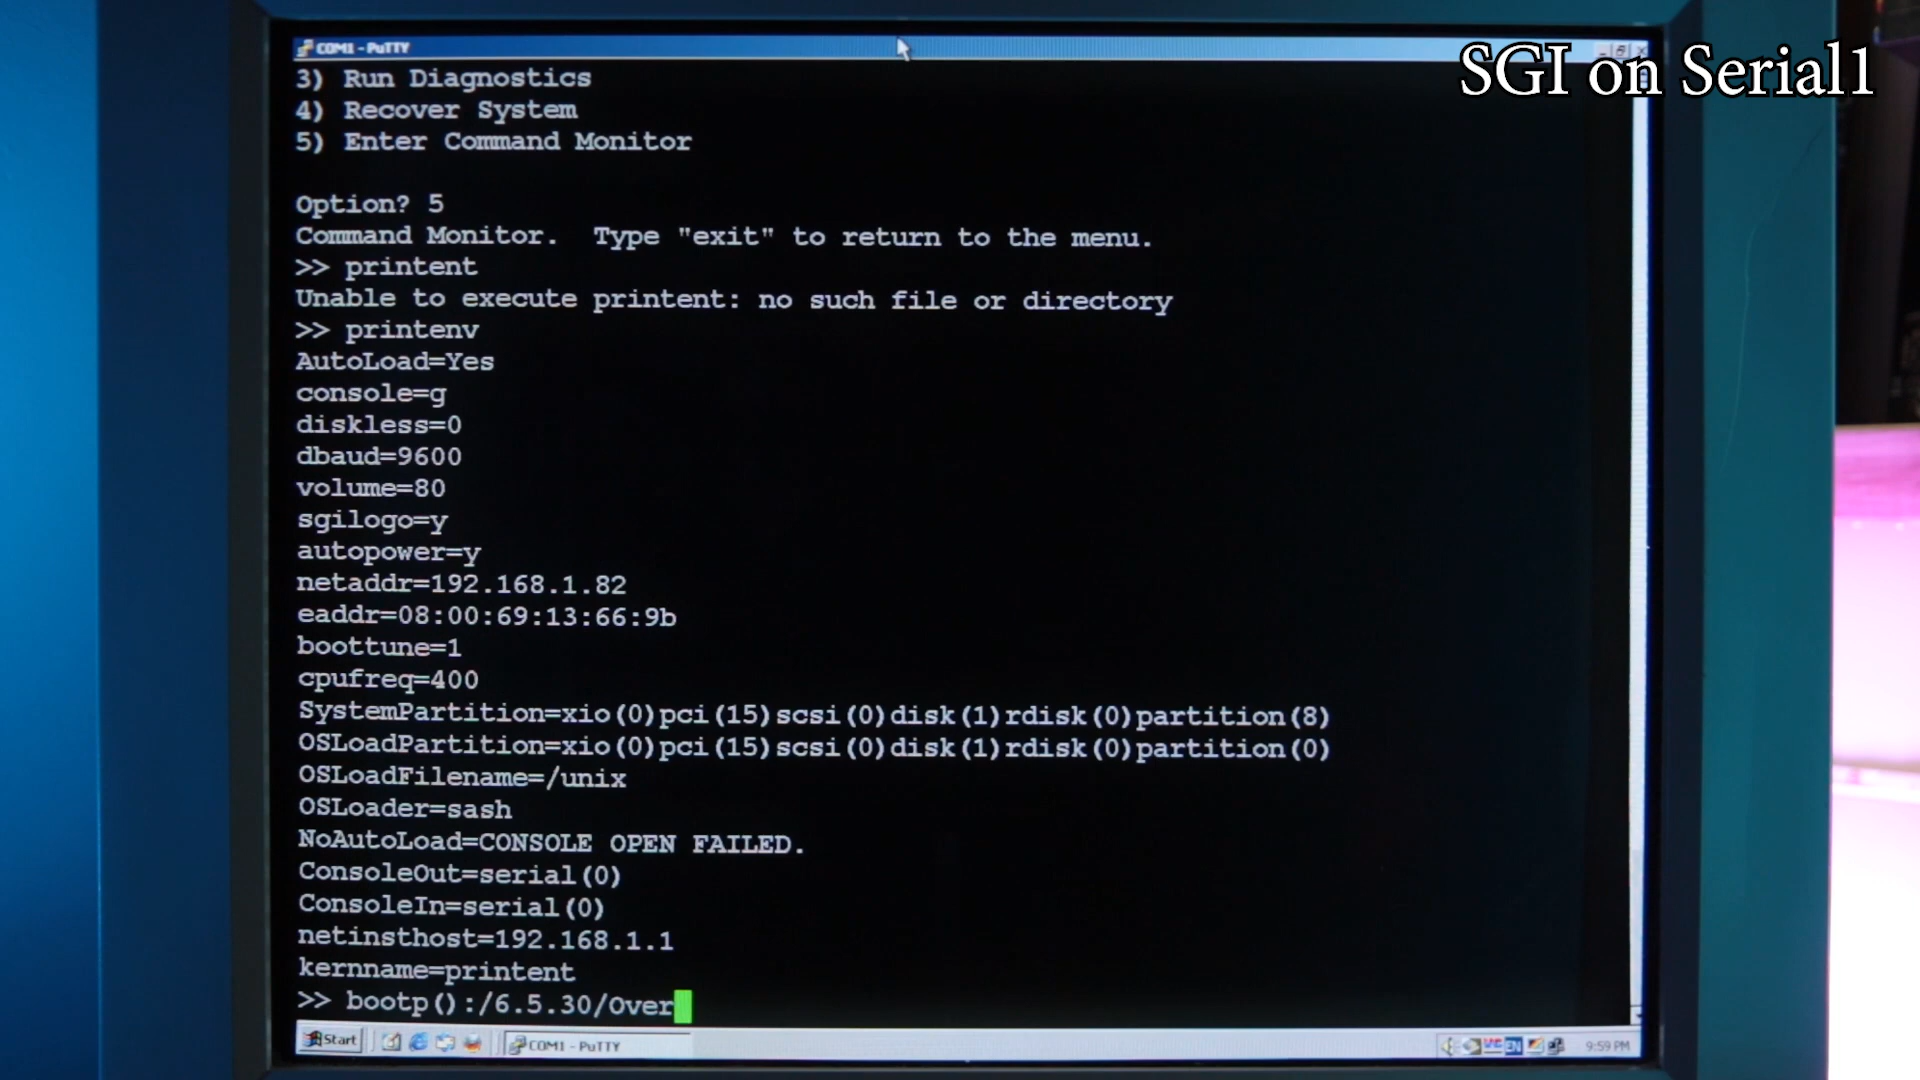 COM1 - PuTTY
SGI on Serial1
3) Run Diagnostics
4) Recover System
5) Enter Command Monitor
Option? 5
Command Monitor.  Type "exit" to return to the menu.
>> printent
Unable to execute printent: no such file or directory
>> printenv
AutoLoad=Yes
console=g
diskless=0
dbaud=9600
volume=80
sgilogo=y
autopower=y
netaddr=192.168.1.82
eaddr=08:00:69:13:66:9b
boottune=1
cpufreq=400
SystemPartition=xio(0)pci(15)scsi(0)disk(1)rdisk(0)partition(8)
OSLoadPartition=xio(0)pci(15)scsi(0)disk(1)rdisk(0)partition(0)
OSLoadFilename=/unix
OSLoader=sash
NoAutoLoad=CONSOLE OPEN FAILED.
ConsoleOut=serial(0)
ConsoleIn=serial(0)
netinsthost=192.168.1.1
kernname=printent
>> bootp():/6.5.30/Over
Start COM1 - PuTTY EN 9:59 PM